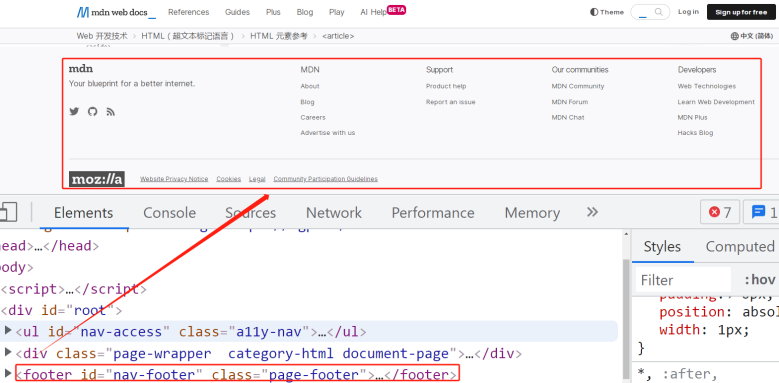 mdn web docs_ References Guides Plus Blog Play AI Help BETA Theme Log in Sign up for free
Web 开发技术 > HTML（超文本标记语言） > HTML 元素参考 > <article> 中文 (简体)
mdn MDN Support Our communities Developers
Your blueprint for a better internet. About Product help MDN Community Web Technologies
Blog Report an issue MDN Forum Learn Web Development
Careers MDN Chat MDN Plus
Advertise with us Hacks Blog
moz://a Website Privacy Notice Cookies Legal Community Participation Guidelines
Elements Console Sources Network Performance Memory » 7 1
head>…</head> Styles Computed
body>
<script>…</script> Filter :hov
<div id="root">
<ul id="nav-access" class="a11y-nav">…</ul> position: absol
width: 1px;
<div class="page-wrapper category-html document-page">…</div> }
<footer id="nav-footer" class="page-footer">…</footer> *, :after,